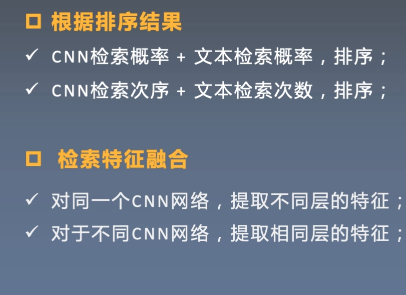 根据排序结果
CNN检索概率 + 文本检索概率，排序；
CNN检索次序 + 文本检索次数，排序；
检索特征融合
对同一个CNN网络，提取不同层的特征；
对于不同CNN网络，提取相同层的特征；